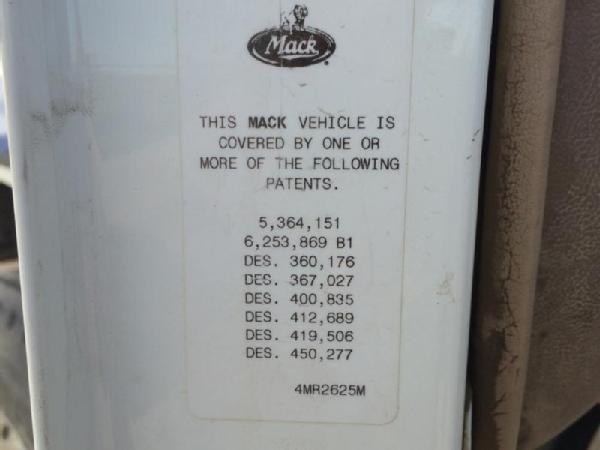 Mack
THIS MACK VEHICLE IS
COVERED BY ONE OR
MORE OF THE FOLLOWING
PATENTS.
5,364,151
6,253,869 B1
DES. 360,176
DES. 367,027
DES. 400,835
DES. 412,689
DES. 419,506
DES. 450,277
4MR2625M